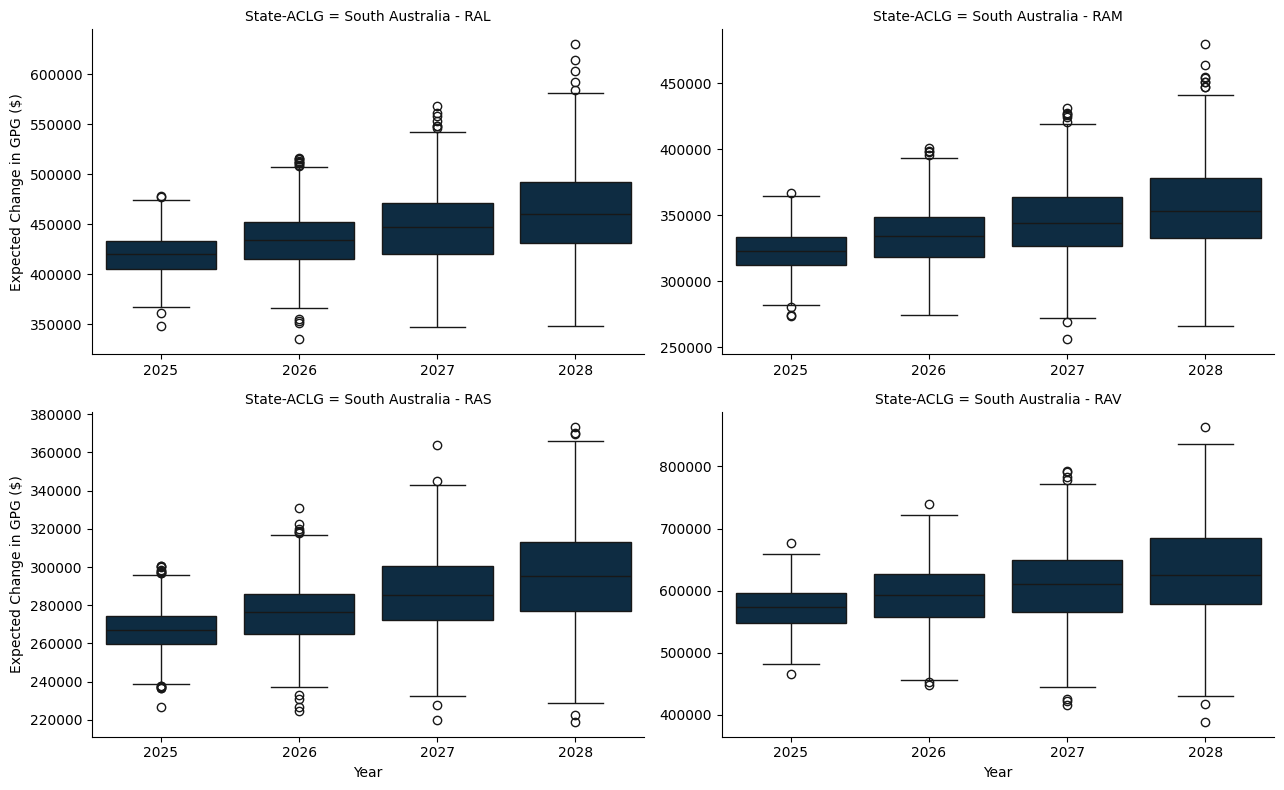 State-ACLG = South Australia - RAL
Expected Change in GPG ($)
600000
550000
500000
450000
400000
350000
2025 2026 2027 2028
State-ACLG = South Australia - RAM
450000
400000
350000
300000
250000
2025 2026 2027 2028
State-ACLG = South Australia - RAS
Expected Change in GPG ($)
380000
360000
340000
320000
300000
280000
260000
240000
220000
2025 2026 2027 2028
Year
State-ACLG = South Australia - RAV
800000
700000
600000
500000
400000
2025 2026 2027 2028
Year